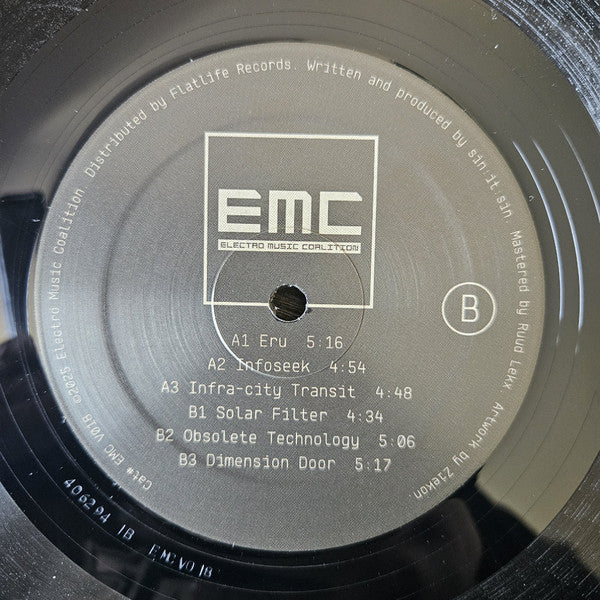 Cat# EMC V018 ©2025 Electro Music Coalition. Distributed by Flatlife Records. Written and produced by sin:it:sin. Mastered by Ruud Lekx. Artwork by Z1ekon.
EMC
ELECTRO MUSIC COALITION
B
A1 Eru 5:16
A2 Infoseek 4:54
A3 Infra-city Transit 4:48
B1 Solar Filter 4:34
B2 Obsolete Technology 5:06
B3 Dimension Door 5:17
406294 1B EMCV018